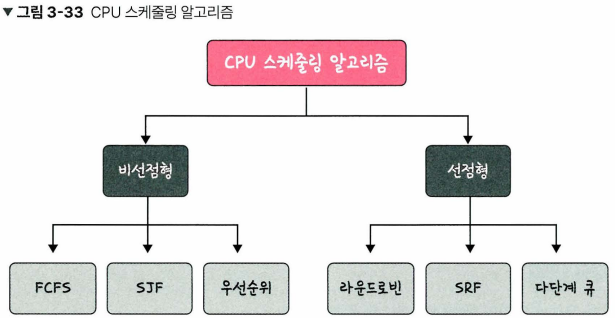 ▼ 그림 3-33 CPU 스케줄링 알고리즘
CPU 스케줄링 알고리즘
비선점형
선점형
FCFS
SJF
우선순위
라운드로빈
SRF
다단계 큐